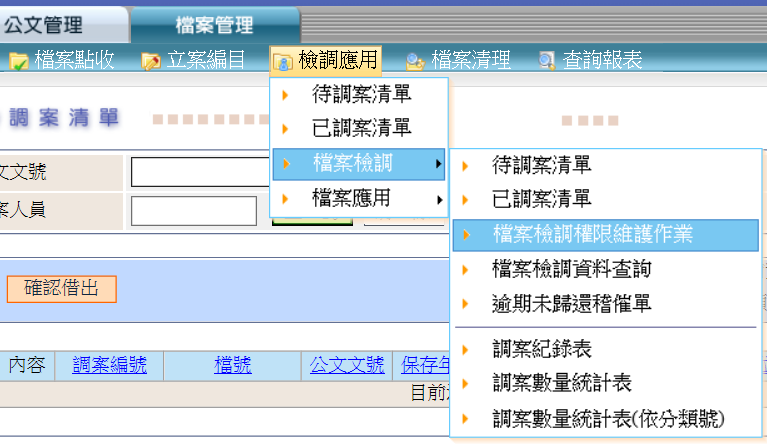 公文管理 檔案管理
檔案點收 立案編目 檢調應用 檔案清理 查詢報表
待調案清單
已調案清單
檔案檢調
檔案應用
調案清單
文文號
案人員
待調案清單
已調案清單
檔案檢調權限維護作業
檔案檢調資料查詢
逾期未歸還稽催單
調案紀錄表
調案數量統計表
調案數量統計表(依分類號)
確認借出
內容 調案編號 檔號 公文文號 保存年
目前